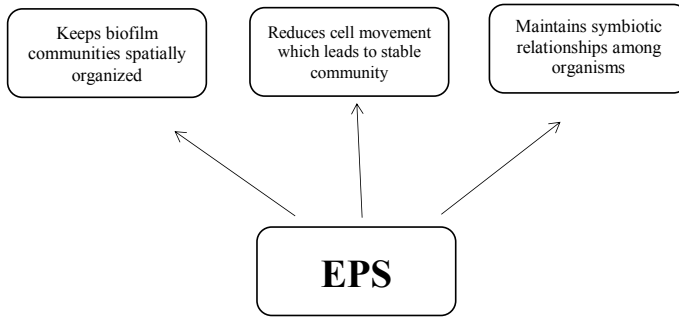 Keeps biofilm
communities spatially
organized
Reduces cell movement
which leads to stable
community
Maintains symbiotic
relationships among
organisms
EPS